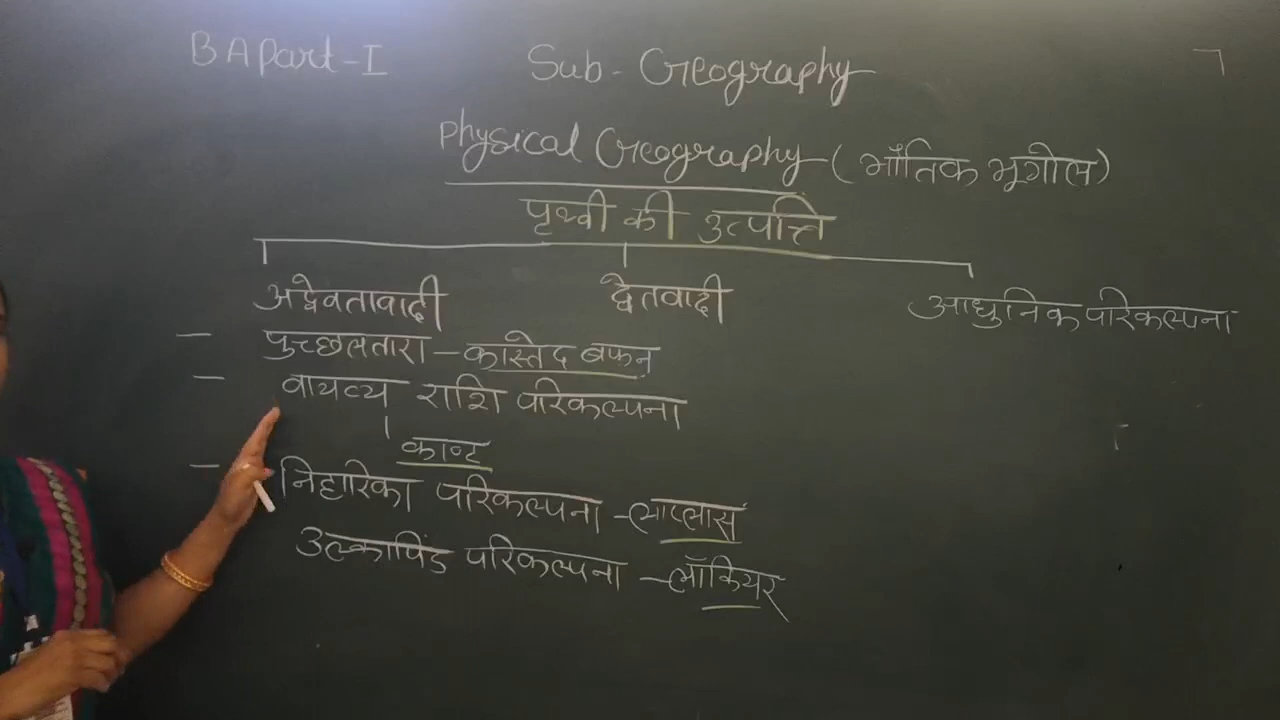 B A Part-I Sub- Geography
Physical Geography (भौतिक भूगोल)
पृथ्वी की उत्पत्ति
अद्वेवतावादी द्वेतवादी आधुनिक परिकल्पना
– पुच्छलतारा – कास्तेद बफन
– वायव्य राशि परिकल्पना
कान्ट
– निहारिका परिकल्पना – लाप्लास
उल्कापिंड परिकल्पना – लॉकियर